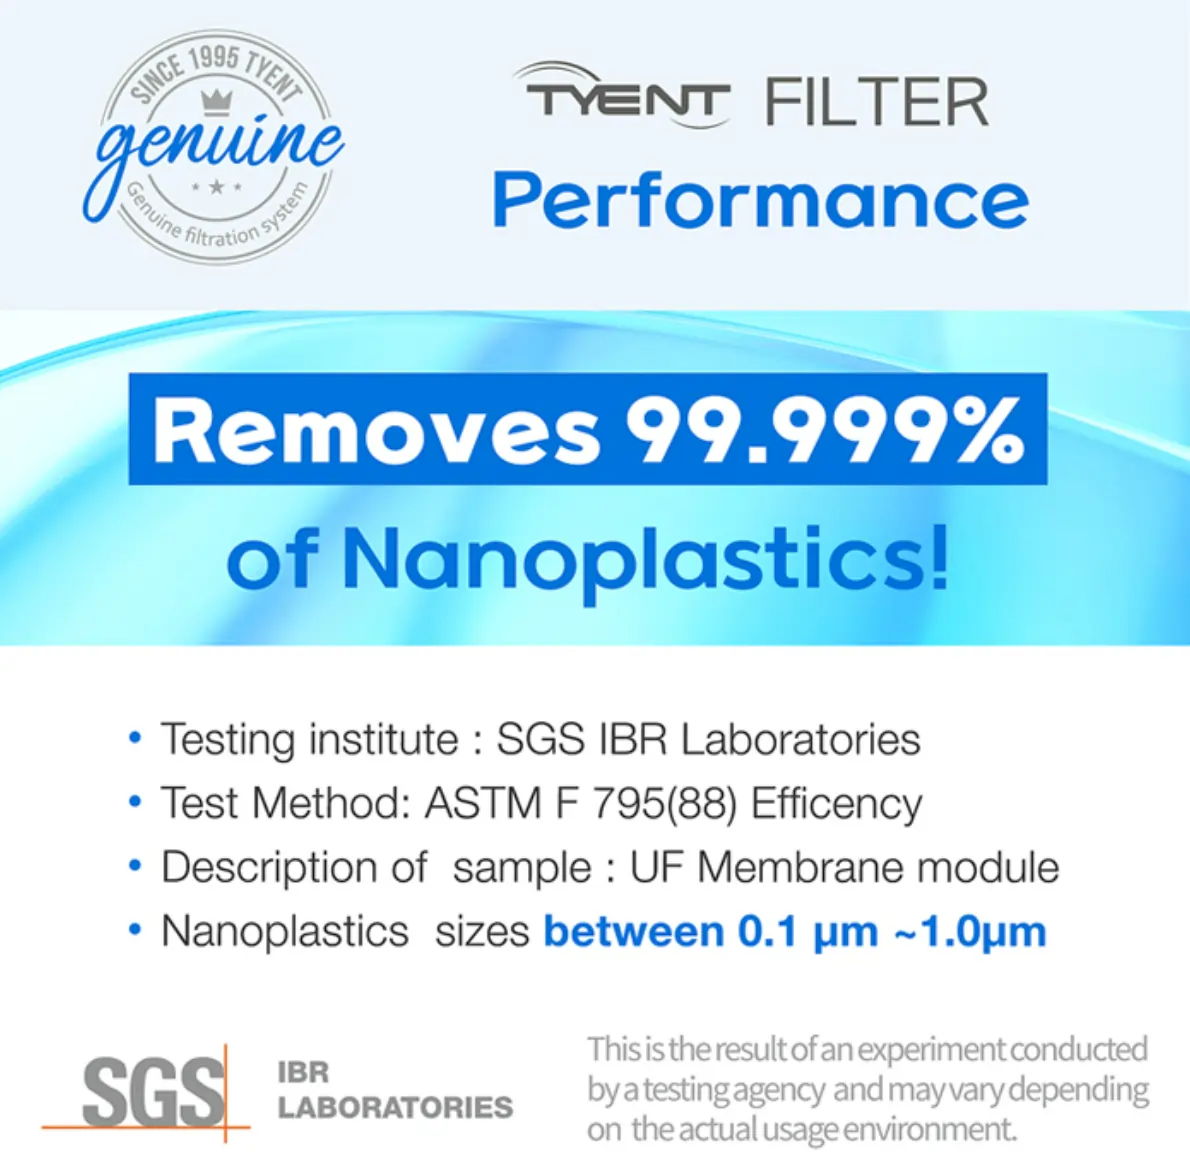 SINCE 1995 TYENT
genuine
Genuine filtration system
TYENT FILTER
Performance
Removes 99.999%
of Nanoplastics!
• Testing institute : SGS IBR Laboratories
• Test Method: ASTM F 795(88) Efficency
• Description of sample : UF Membrane module
• Nanoplastics sizes between 0.1 µm ~1.0µm
SGS
IBR
LABORATORIES
This is the result of an experiment conducted
by a testing agency and may vary depending
on the actual usage environment.